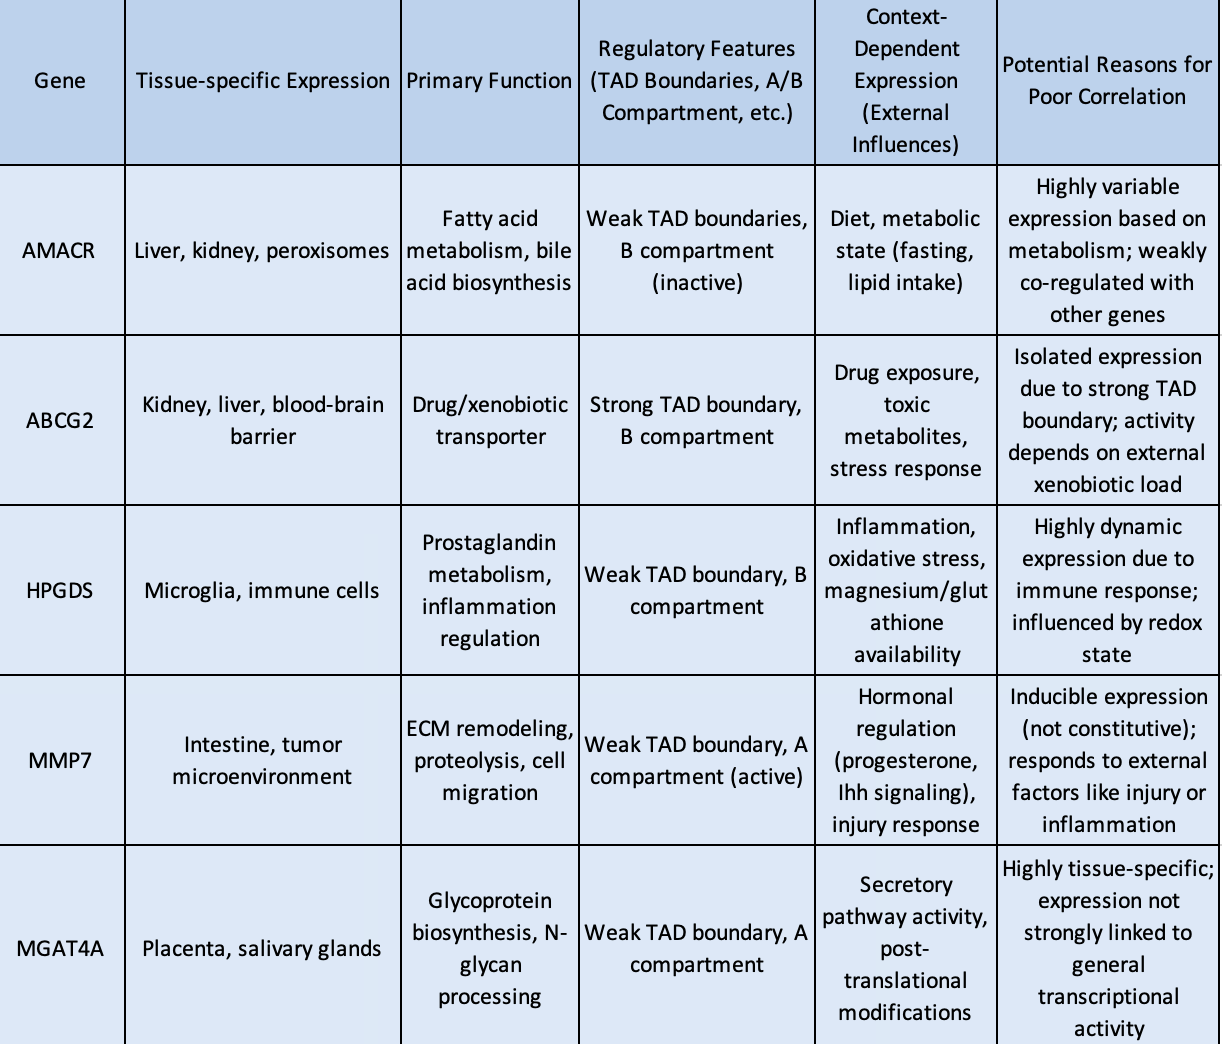 Gene
Tissue-specific Expression
Primary Function
Regulatory Features
(TAD Boundaries, A/B
Compartment, etc.)
Context-
Dependent
Expression
(External
Influences)
Potential Reasons for
Poor Correlation
AMACR
Liver, kidney, peroxisomes
Fatty acid
metabolism, bile
acid biosynthesis
Weak TAD boundaries,
B compartment
(inactive)
Diet, metabolic
state (fasting,
lipid intake)
Highly variable
expression based on
metabolism; weakly
co-regulated with
other genes
ABCG2
Kidney, liver, blood-brain
barrier
Drug/xenobiotic
transporter
Strong TAD boundary,
B compartment
Drug exposure,
toxic
metabolites,
stress response
Isolated expression
due to strong TAD
boundary; activity
depends on external
xenobiotic load
HPGDS
Microglia, immune cells
Prostaglandin
metabolism,
inflammation
regulation
Weak TAD boundary, B
compartment
Inflammation,
oxidative stress,
magnesium/glut
athione
availability
Highly dynamic
expression due to
immune response;
influenced by redox
state
MMP7
Intestine, tumor
microenvironment
ECM remodeling,
proteolysis, cell
migration
Weak TAD boundary, A
compartment (active)
Hormonal
regulation
(progesterone,
Ihh signaling),
injury response
Inducible expression
(not constitutive);
responds to external
factors like injury or
inflammation
MGAT4A
Placenta, salivary glands
Glycoprotein
biosynthesis, N-
glycan
processing
Weak TAD boundary, A
compartment
Secretory
pathway activity,
post-
translational
modifications
Highly tissue-specific;
expression not
strongly linked to
general
transcriptional
activity